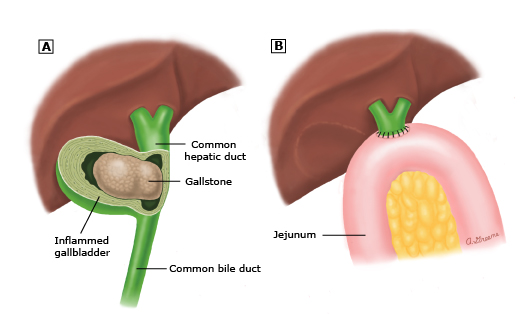 A
B
Common
hepatic duct
Gallstone
Inflammed
gallbladder
Common bile duct
Jejunum